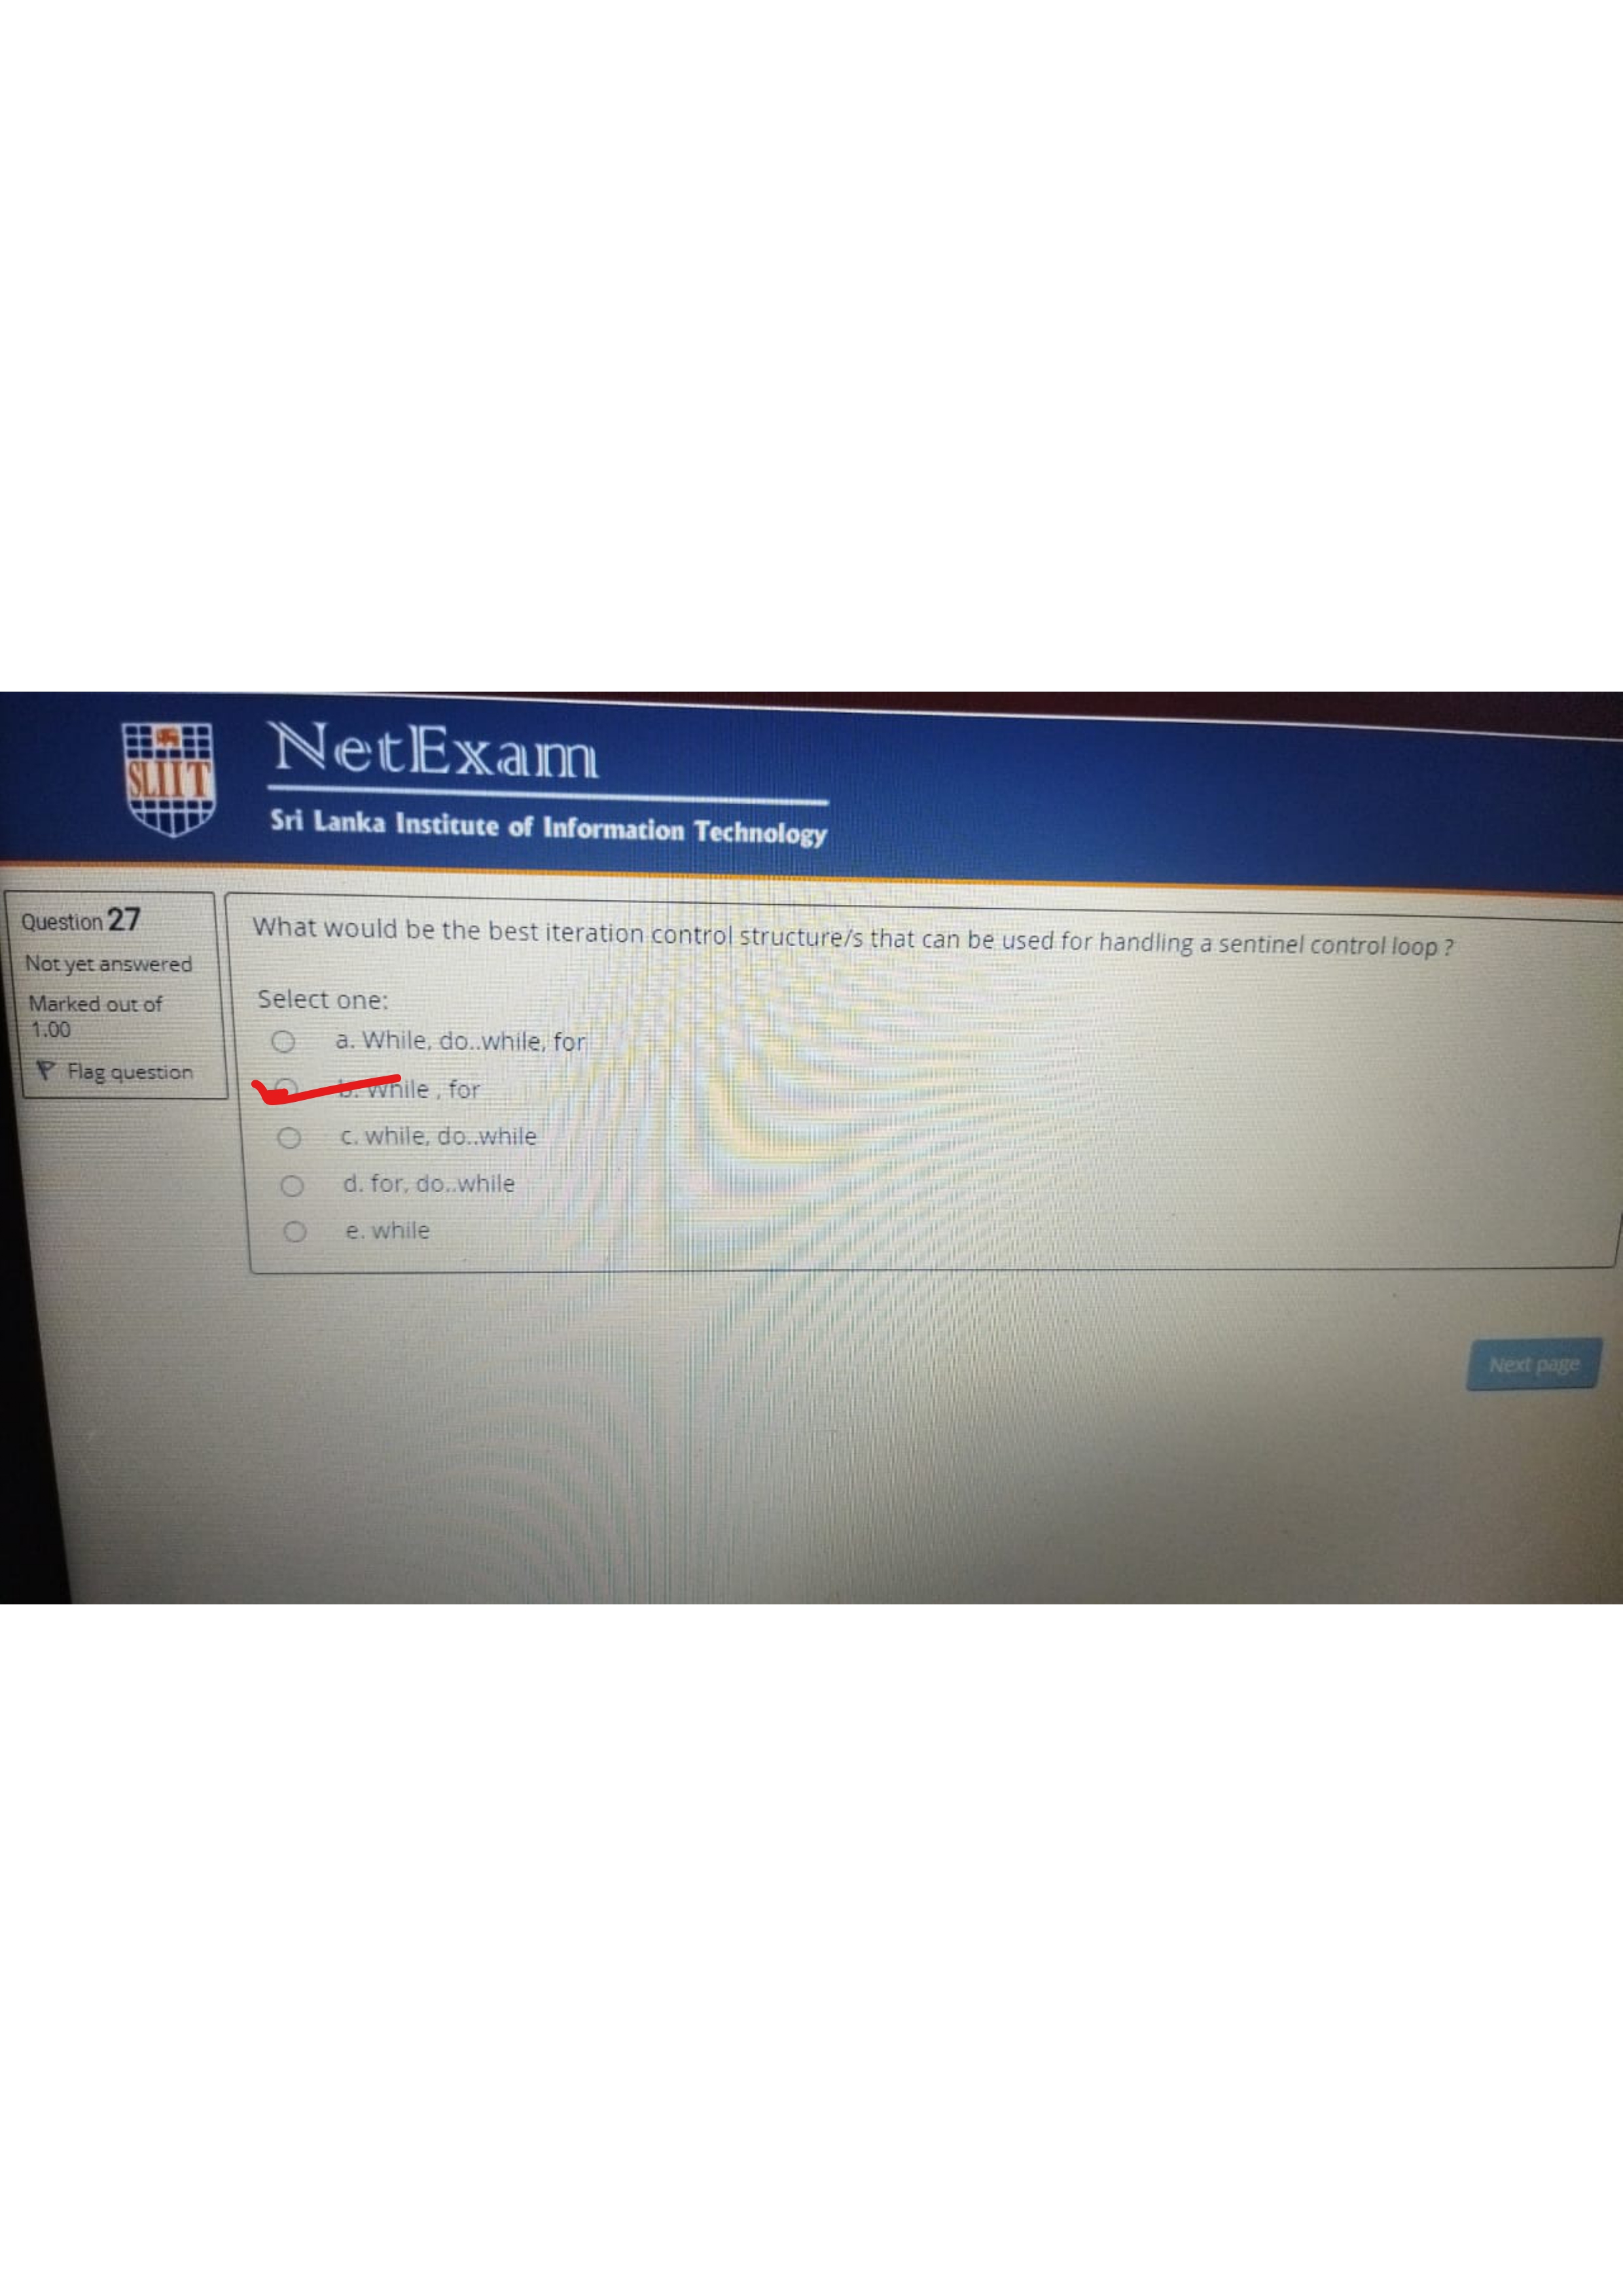 SLIIT
NetExam
Sri Lanka Institute of Information Technology
Question 27
Not yet answered
Marked out of
1.00
Flag question
What would be the best iteration control structure/s that can be used for handling a sentinel control loop ?
Select one:
a. While, do..while, for
b. while , for
c. while, do..while
d. for, do..while
e. while
Next page